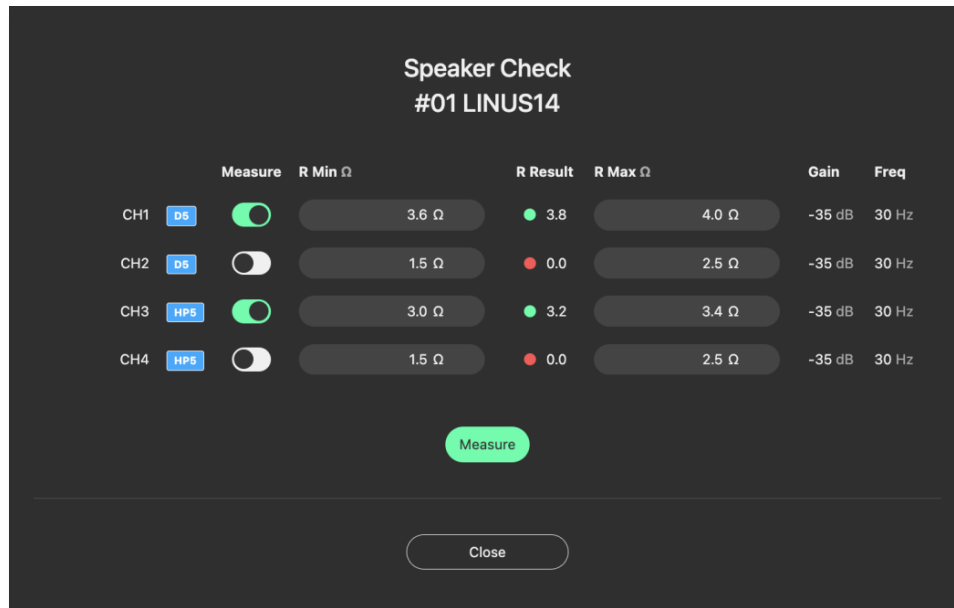 Speaker Check
#01 LINUS14
Measure R Min Ω R Result R Max Ω Gain Freq
CH1 D5 3.6 Ω 3.8 4.0 Ω -35 dB 30 Hz
CH2 D5 1.5 Ω 0.0 2.5 Ω -35 dB 30 Hz
CH3 HP5 3.0 Ω 3.2 3.4 Ω -35 dB 30 Hz
CH4 HP5 1.5 Ω 0.0 2.5 Ω -35 dB 30 Hz
Measure
Close